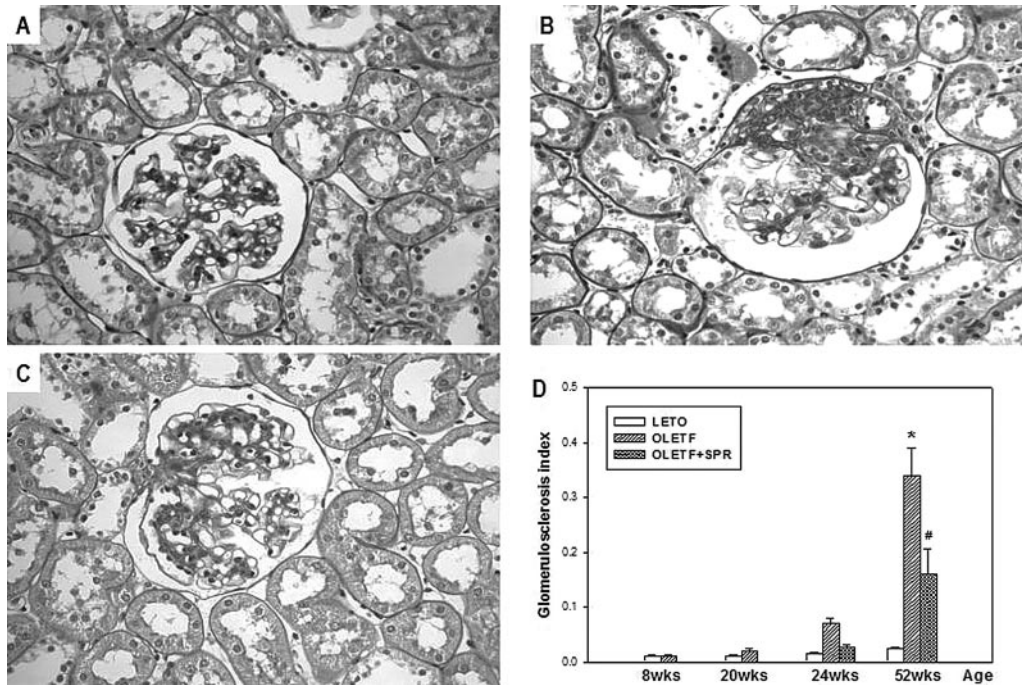 A
B
C
D
Glomerulosclerosis index
0.5
0.4
0.3
0.2
0.1
0.0
LETO
OLETF
OLETF+SPR
*
#
8wks 20wks 24wks 52wks Age